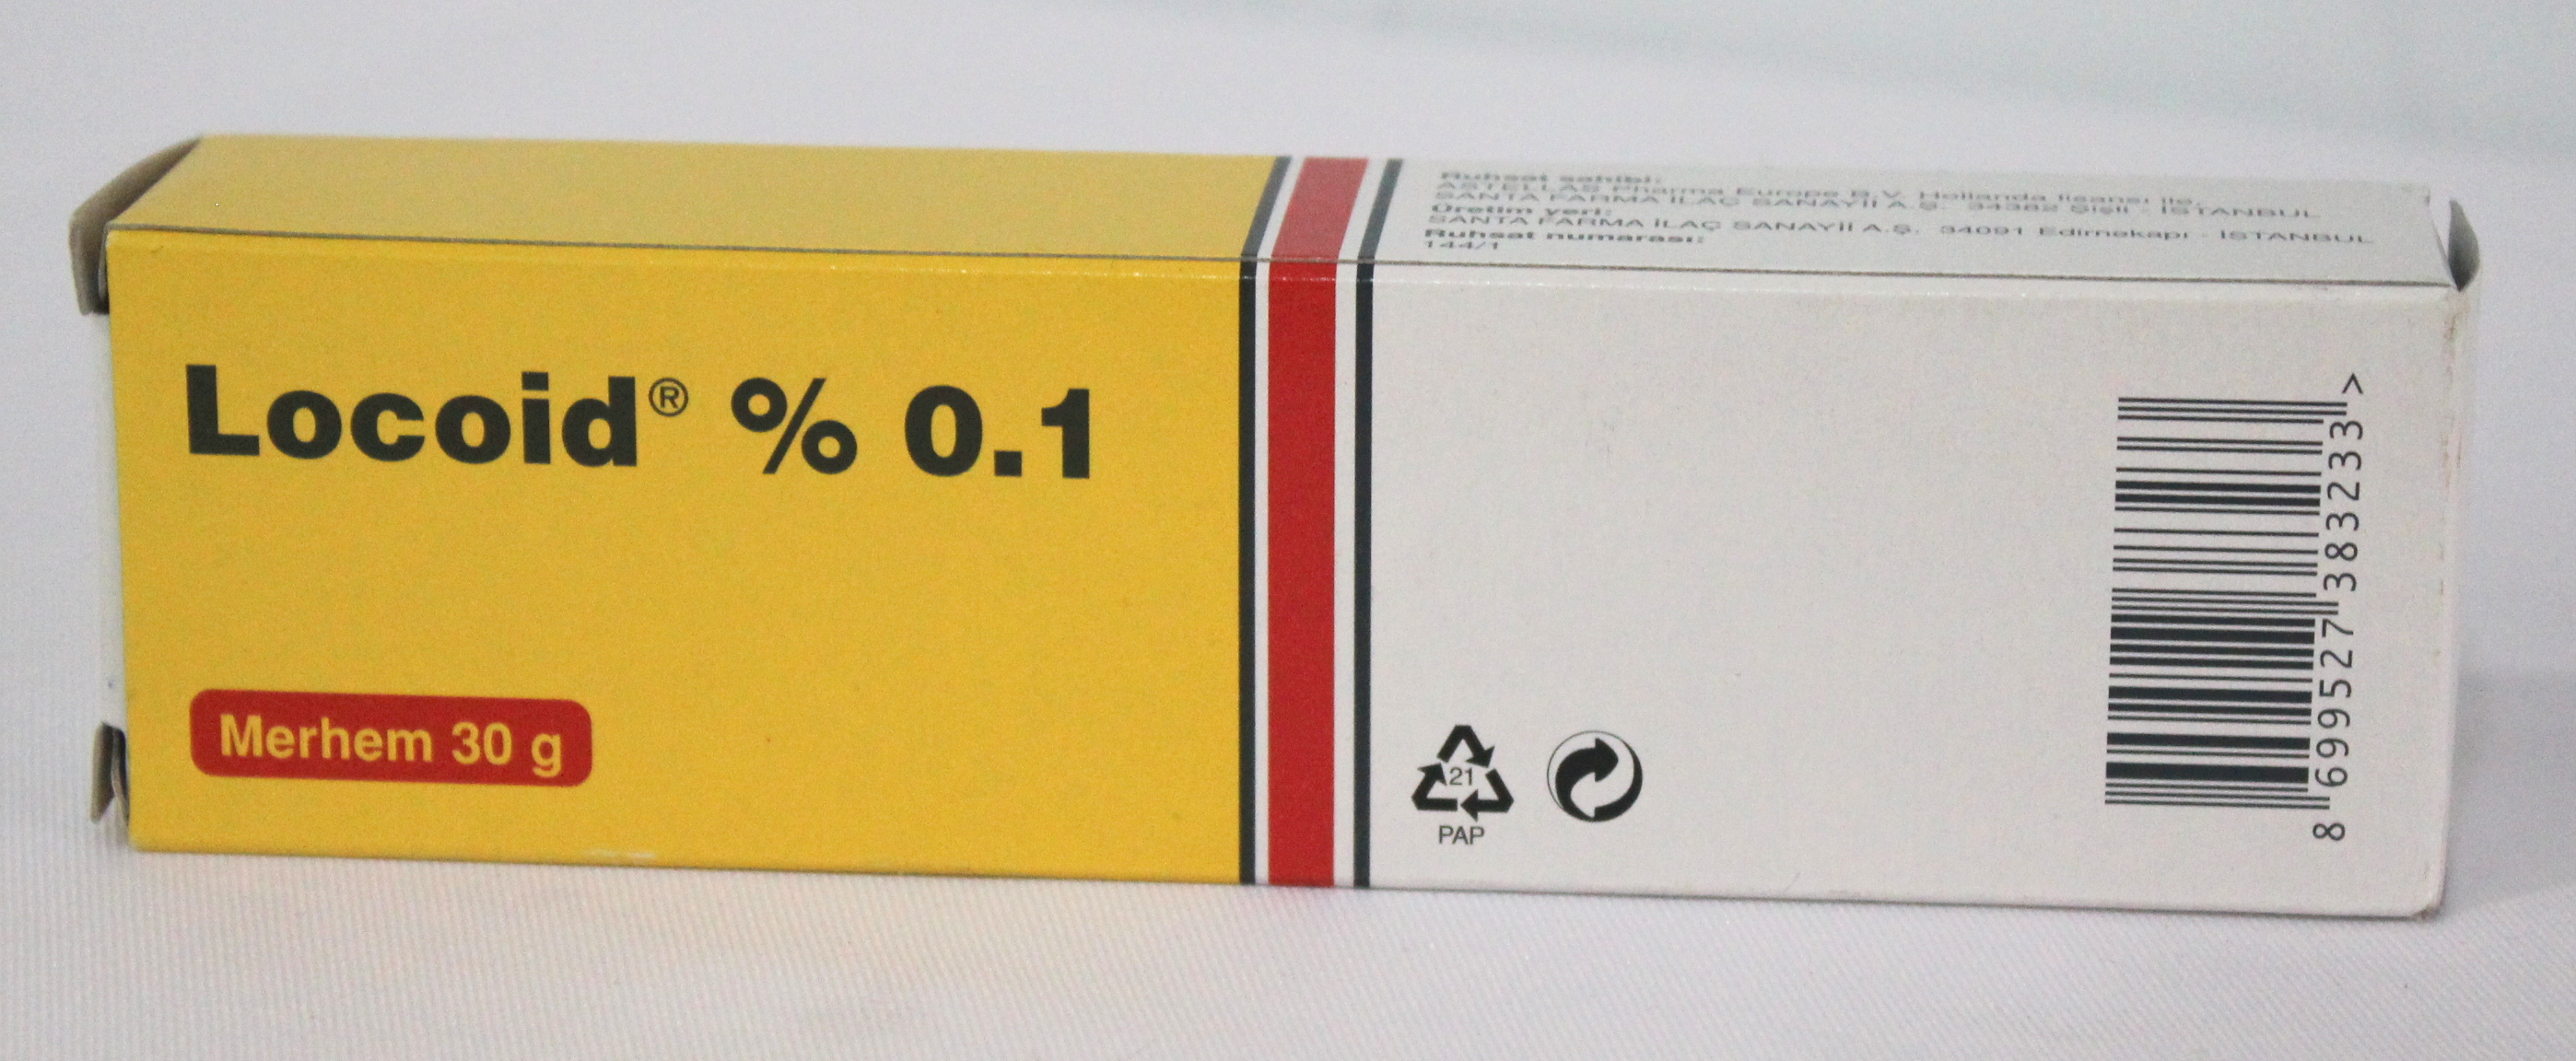 Ruhsat sahibi:
ASTELLAS Pharma Europe B.V. Hollanda lisansı ile,
SANTA FARMA İLAÇ SANAYİİ A.Ş. 34382 Şişli - İSTANBUL
Üretim yeri:
SANTA FARMA İLAÇ SANAYİİ A.Ş. 34091 Edirnekapı - İSTANBUL
Ruhsat numarası:
144/1
Locoid® % 0.1
Merhem 30 g
21
PAP
8 699527 383233 >